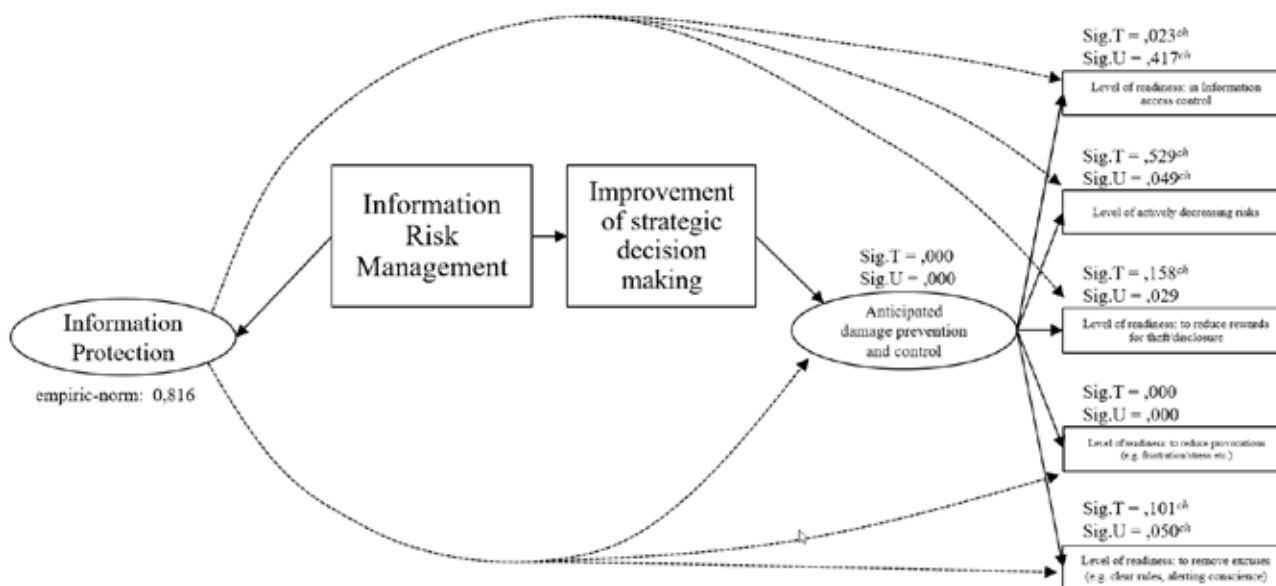 Sig.T = ,023ch
Sig.U = ,417ch
Level of readiness: in Information
access control
Sig.T = ,529ch
Sig.U = ,049ch
Level of actively decreasing risks
Information
Risk
Management
Improvement
of strategic
decision
making
Sig.T = ,000
Sig.U = ,000
Anticipated
damage prevention
and control
Sig.T = ,158ch
Sig.U = ,029
Level of readiness: to reduce rewards
for theft/disclosure
Information
Protection
empiric-norm: 0,816
Sig.T = ,000
Sig.U = ,000
Level of readiness: to reduce provocations
(e.g. frustration/stress etc.)
Sig.T = ,101ch
Sig.U = ,050ch
Level of readiness: to remove excuses
(e.g. clear rules, alerting conscience)